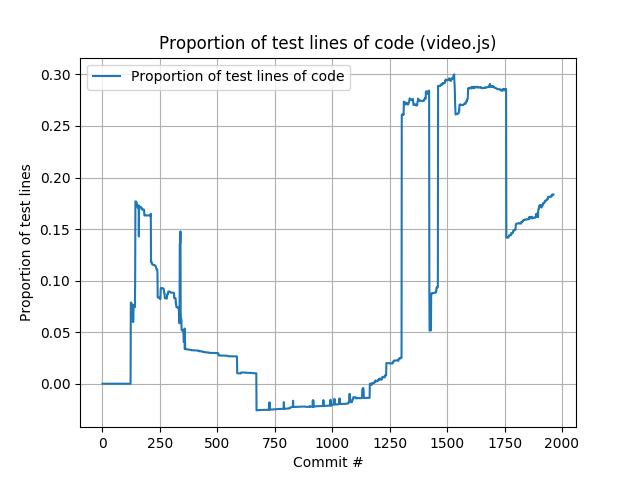 Proportion of test lines of code (video.js)
Proportion of test lines of code
0.30
0.25
0.20
0.15
0.10
0.05
0.00
Proportion of test lines
0 250 500 750 1000 1250 1500 1750 2000
Commit #